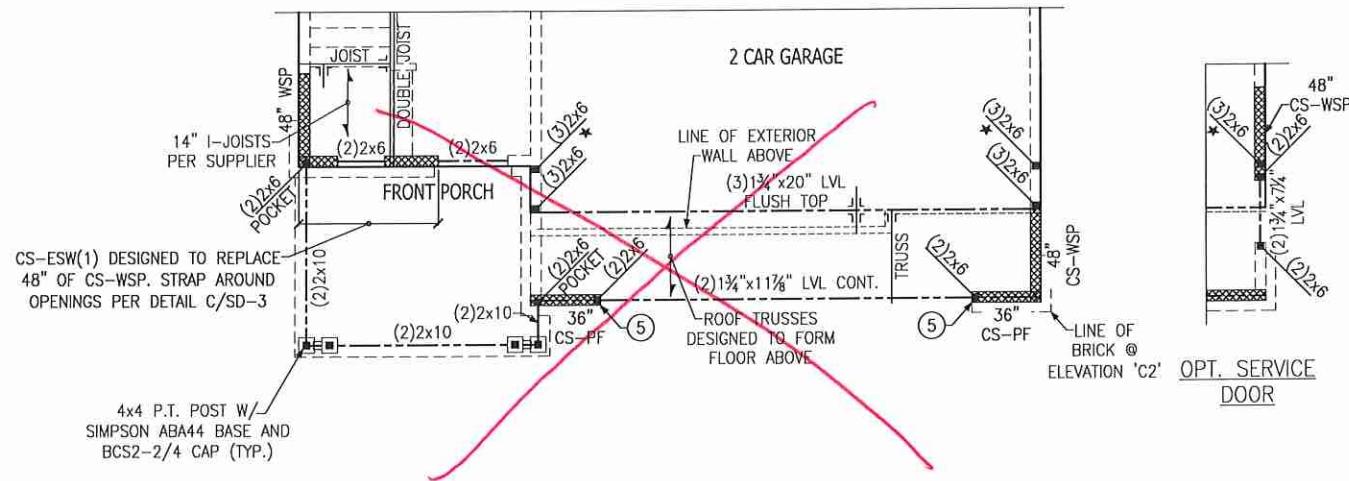 JOIST
DOUBLE JOIST
48" WSP
14" I-JOISTS
PER SUPPLIER
(2)2x6
(2)2x6
(2)2x6
POCKET
FRONT PORCH
2 CAR GARAGE
(3)2x6
★
(3)2x6
LINE OF EXTERIOR
WALL ABOVE
(3)1¾"x20" LVL
FLUSH TOP
★
(3)2x6
(3)2x6
CS-ESW(1) DESIGNED TO REPLACE
48" OF CS-WSP. STRAP AROUND
OPENINGS PER DETAIL C/SD-3
(2)2x10
(2)2x10
(2)2x10
(2)2x6
POCKET
(2)2x6
(2)1¾"x11⅞" LVL CONT.
TRUSS
(2)2x6
48"
CS-WSP
36"
CS-PF
5
ROOF TRUSSES
DESIGNED TO FORM
FLOOR ABOVE
5
36"
CS-PF
LINE OF
BRICK @
ELEVATION 'C2'
4x4 P.T. POST W/
SIMPSON ABA44 BASE AND
BCS2-2/4 CAP (TYP.)
48"
CS-WSP
★
(3)2x6
(2)2x6
(2)1¾"x7¼"
LVL
(2)2x6
OPT. SERVICE
DOOR